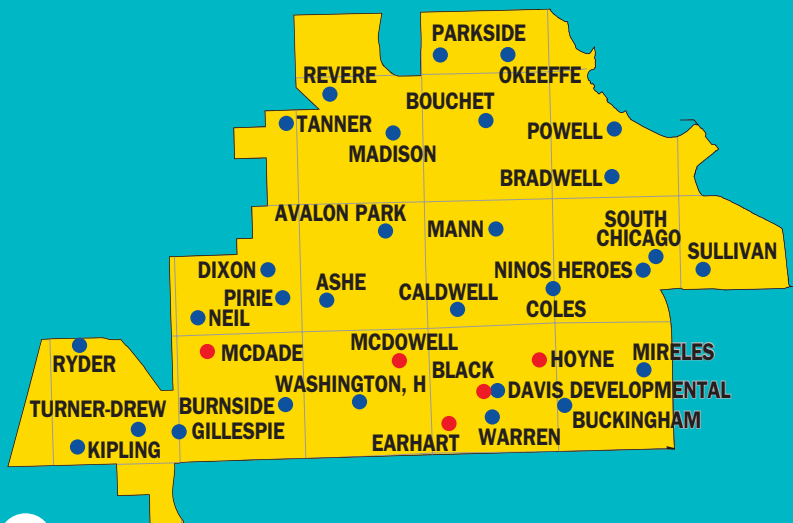 PARKSIDE
OKEEFFE
REVERE
BOUCHET
TANNER
POWELL
MADISON
BRADWELL
AVALON PARK
MANN
SOUTH
CHICAGO
SULLIVAN
DIXON
NINOS HEROES
ASHE
PIRIE
CALDWELL
COLES
NEIL
MCDOWELL
MCDADE
HOYNE
MIRELES
RYDER
BLACK
WASHINGTON, H
DAVIS DEVELOPMENTAL
TURNER-DREW
BURNSIDE
BUCKINGHAM
GILLESPIE
WARREN
EARHART
KIPLING